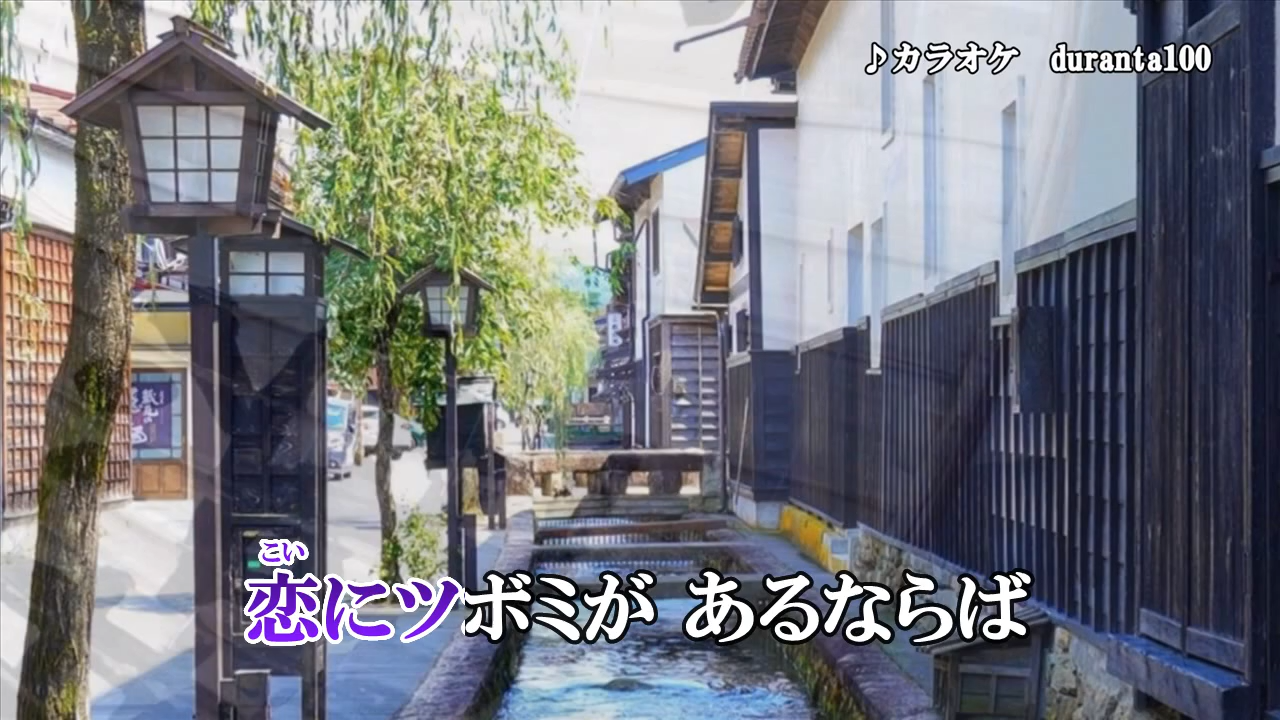 ♪カラオケ　duranta100
こい
恋にツボミが あるならば